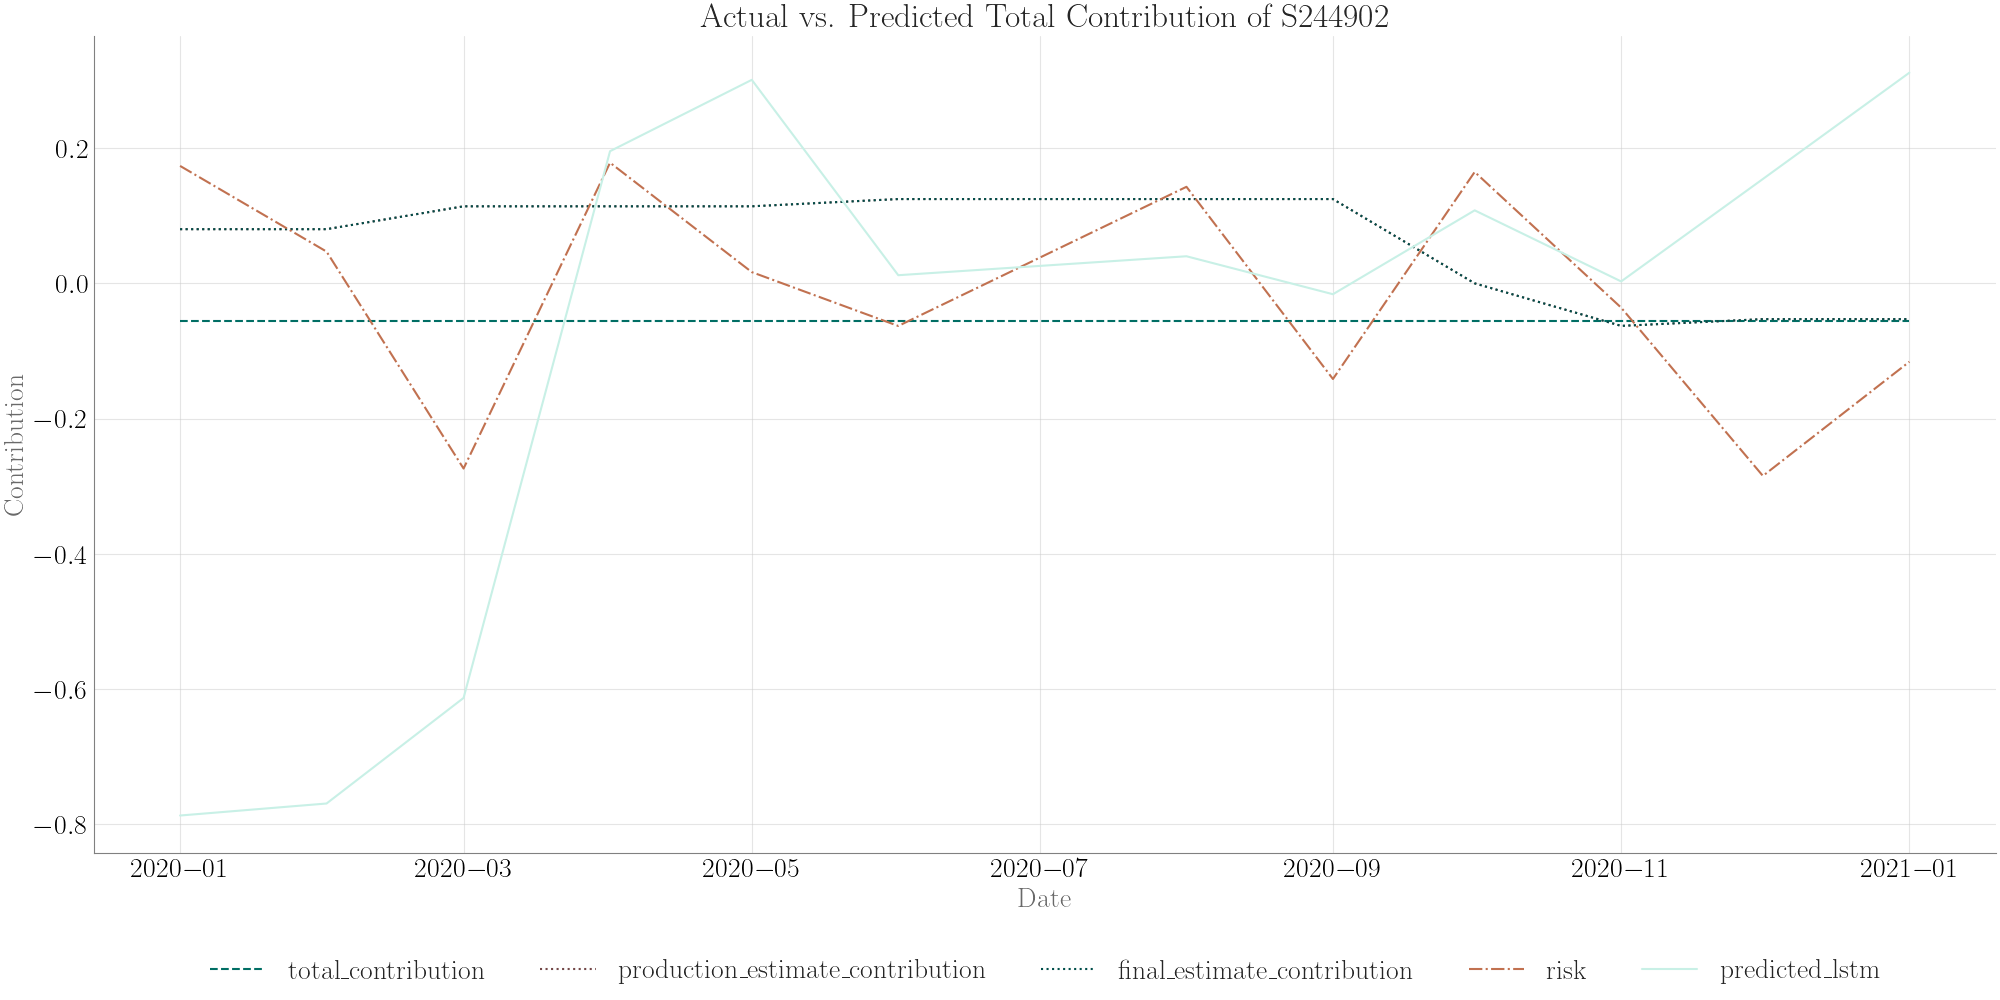 Actual vs. Predicted Total Contribution of S244902
Contribution
0.2
0.0
−0.2
−0.4
−0.6
−0.8
2020−01 2020−03 2020−05 2020−07 2020−09 2020−11 2021−01
Date
total_contribution production_estimate_contribution final_estimate_contribution risk predicted_lstm